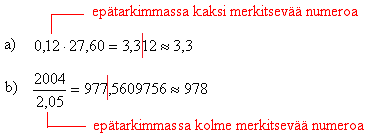 epätarkimmassa kaksi merkitsevää numeroa
a) 0,12 · 27,60 = 3,312 ≈ 3,3
b) 2004/2,05 = 977,5609756 ≈ 978
epätarkimmassa kolme merkitsevää numeroa